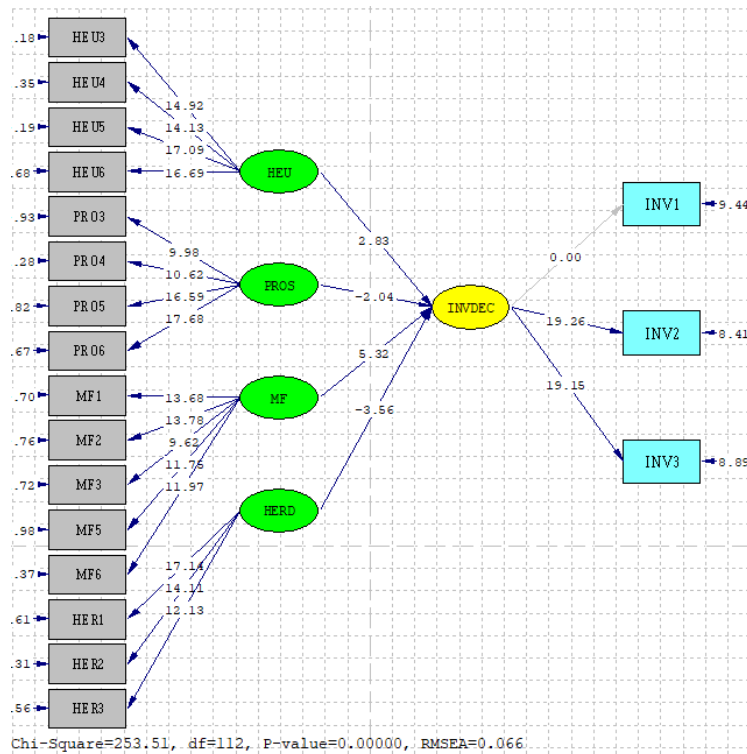 .18 HEU3
.35 HEU4
.19 HEU5
.68 HEU6
.93 PRO3
.28 PRO4
.82 PRO5
.67 PRO6
.70 MF1
.76 MF2
.72 MF3
.98 MF5
.37 MF6
.61 HER1
.31 HER2
.56 HER3
14.92
14.13
17.09
16.69
9.98
10.62
16.59
17.68
13.68
13.78
9.62
11.75
11.97
17.14
14.11
12.13
HEU
PROS
MF
HERD
2.83
-2.04
5.32
-3.56
INVDEC
0.00
19.26
19.15
INV1 9.44
INV2 8.41
INV3 8.89
Chi-Square=253.51, df=112, P-value=0.00000, RMSEA=0.066